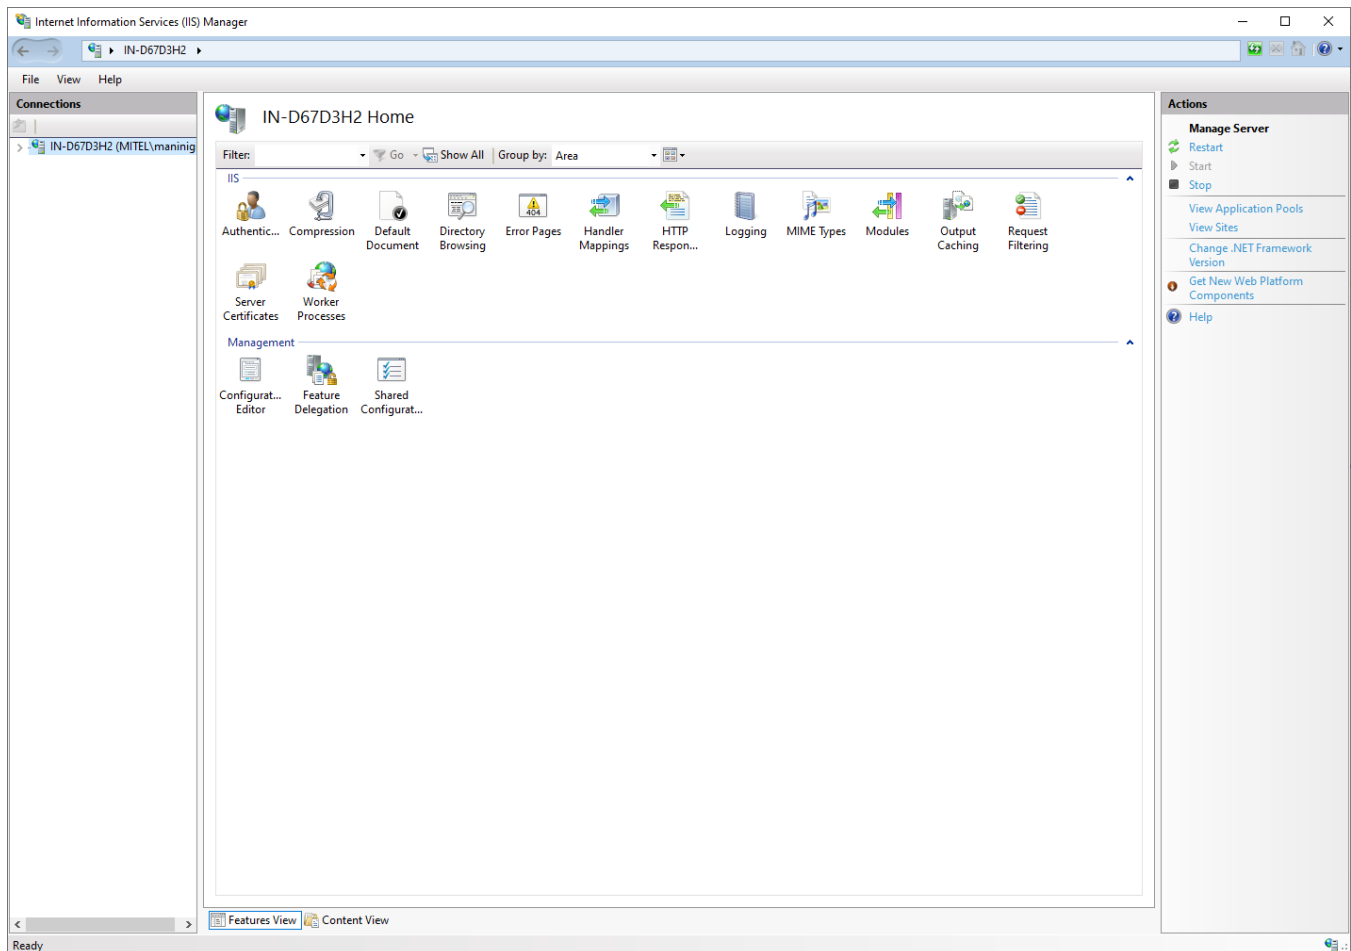 Internet Information Services (IIS) Manager
IN-D67D3H2
File View Help
Connections
IN-D67D3H2 (MITEL\maninig
IN-D67D3H2 Home
Filter: Go Show All Group by: Area
IIS
Authentic... Compression Default Document Directory Browsing Error Pages Handler Mappings HTTP Respon... Logging MIME Types Modules Output Caching Request Filtering
404
Server Certificates Worker Processes
Management
Configurat... Editor Feature Delegation Shared Configurat...
Features View Content View
Actions
Manage Server
Restart
Start
Stop
View Application Pools
View Sites
Change .NET Framework
Version
Get New Web Platform
Components
Help
Ready